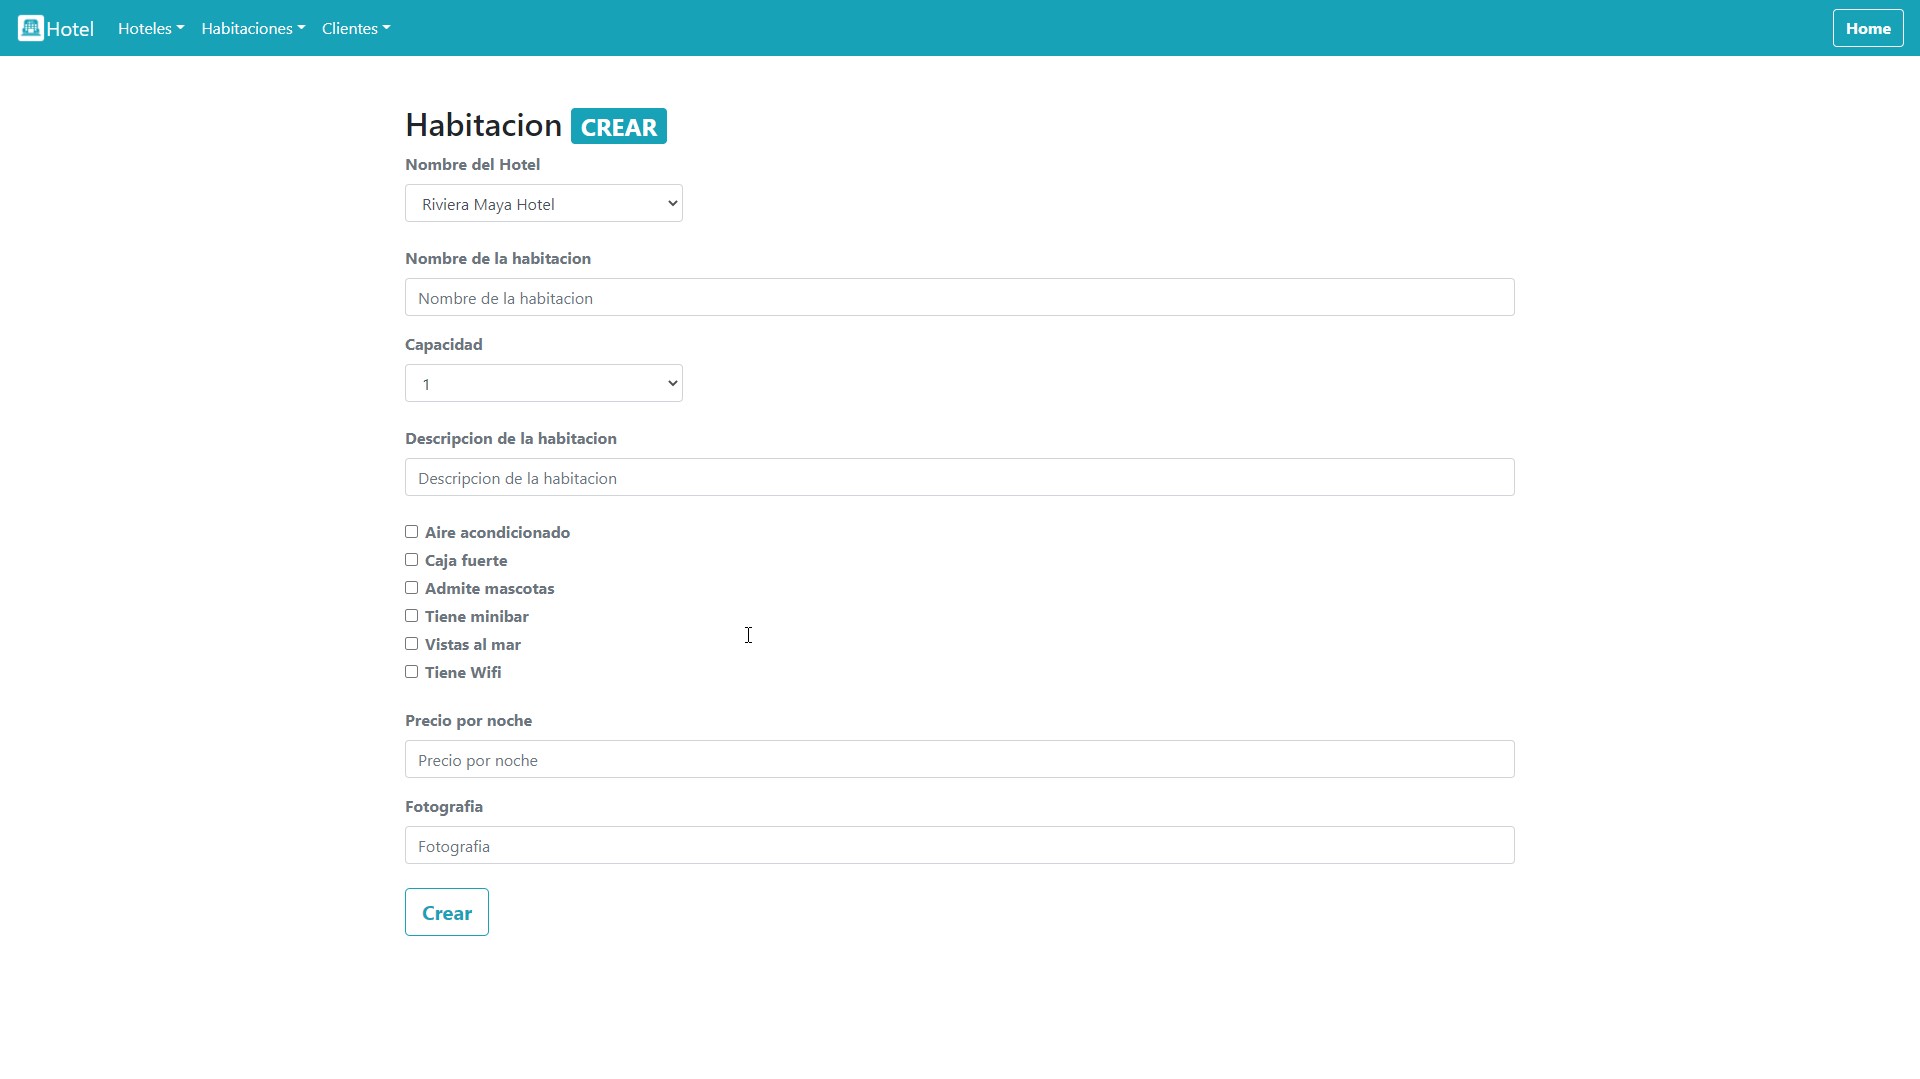 Hotel Hoteles Habitaciones Clientes Home
Habitacion CREAR
Nombre del Hotel
Riviera Maya Hotel
Nombre de la habitacion
Nombre de la habitacion
Capacidad
1
Descripcion de la habitacion
Descripcion de la habitacion
Aire acondicionado
Caja fuerte
Admite mascotas
Tiene minibar
Vistas al mar
Tiene Wifi
Precio por noche
Precio por noche
Fotografia
Fotografia
Crear